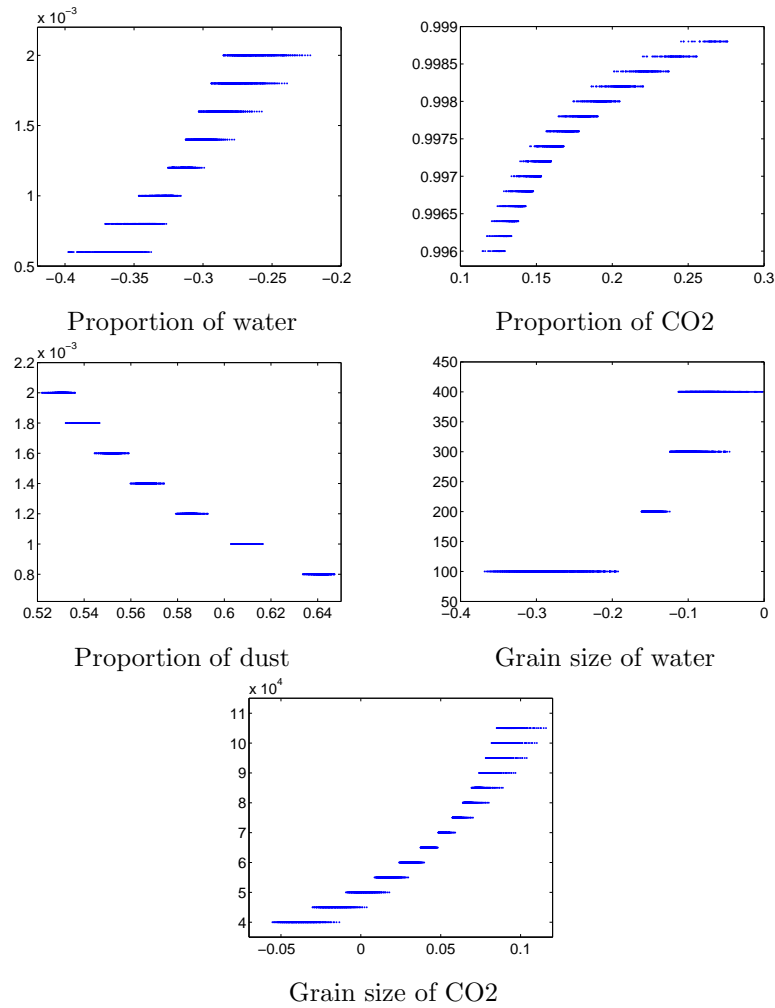 x 10⁻³
2
1.5
1
0.5
−0.4 −0.3 −0.2
Proportion of water
0.999
0.9985
0.998
0.9975
0.997
0.9965
0.996
0.1 0.15 0.2 0.25 0.3
Proportion of CO2
x 10⁻³
2.2
2
1.8
1.6
1.4
1.2
1
0.8
0.52 0.54 0.56 0.58 0.6 0.62 0.64
Proportion of dust
450
400
350
300
250
200
150
100
50
−0.4 −0.3 −0.2 −0.1 0
Grain size of water
x 10⁴
11
10
9
8
7
6
5
4
−0.05 0 0.05 0.1
Grain size of CO2